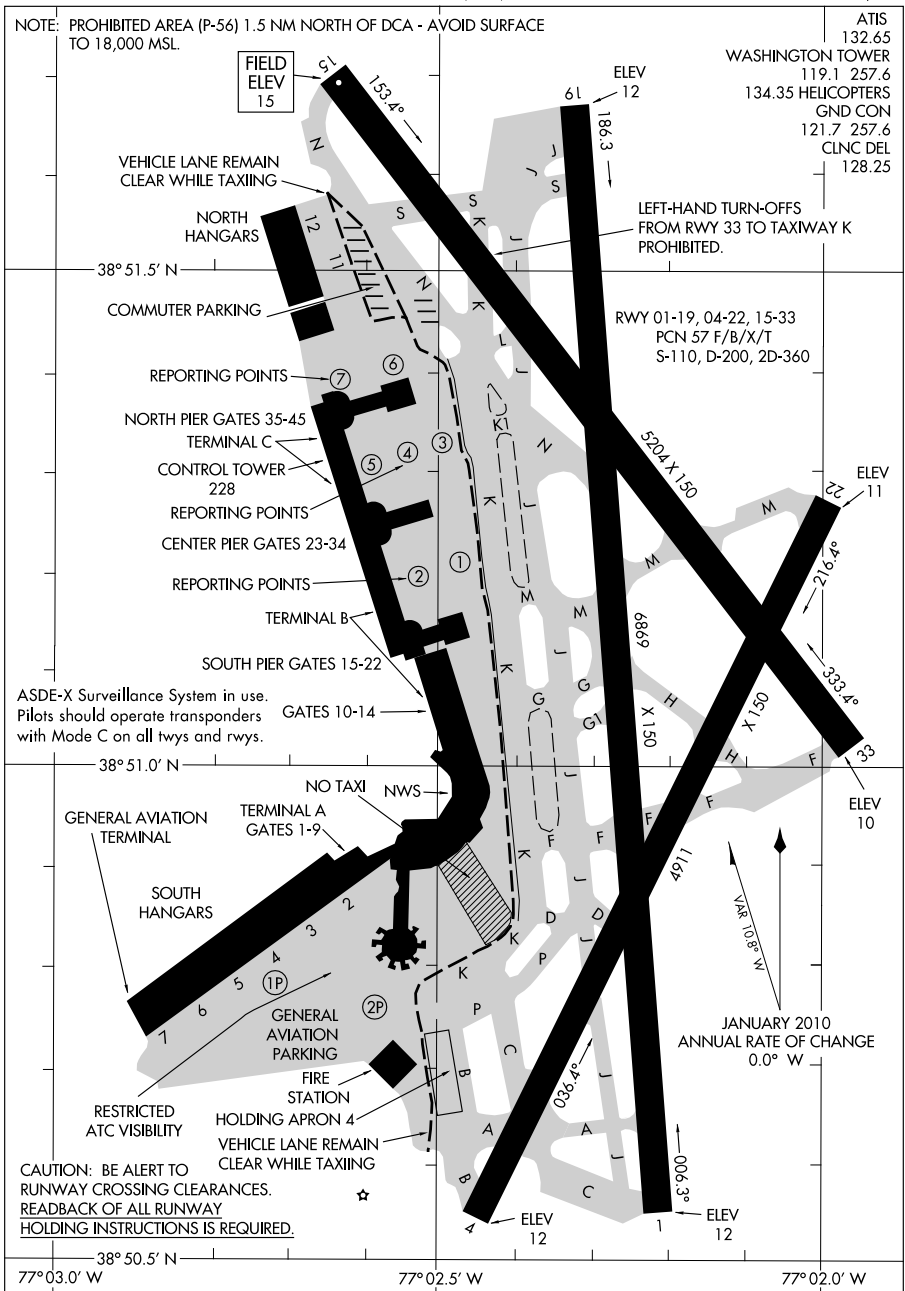 NOTE: PROHIBITED AREA (P-56) 1.5 NM NORTH OF DCA - AVOID SURFACE
TO 18,000 MSL.
ATIS
132.65
WASHINGTON TOWER
119.1 257.6
134.35 HELICOPTERS
GND CON
121.7 257.6
CLNC DEL
128.25
FIELD
ELEV
15
15
153.4°
ELEV
12
19
186.3
N
J
J
S
VEHICLE LANE REMAIN
CLEAR WHILE TAXIING
NORTH
HANGARS
12
11
S
S
K
J
LEFT-HAND TURN-OFFS
FROM RWY 33 TO TAXIWAY K
PROHIBITED.
38° 51.5' N
N
K
COMMUTER PARKING
L
J
RWY 01-19, 04-22, 15-33
PCN 57 F/B/X/T
S-110, D-200, 2D-360
REPORTING POINTS
7
6
NORTH PIER GATES 35-45
K
N
TERMINAL C
3
4
5
5204 X 150
CONTROL TOWER
228
ELEV
11
22
REPORTING POINTS
K
J
M
CENTER PIER GATES 23-34
216.4°
REPORTING POINTS
2
1
M
M
M
TERMINAL B
6869
X 150
SOUTH PIER GATES 15-22
K
J
333.4°
ASDE-X Surveillance System in use.
Pilots should operate transponders
with Mode C on all twys and rwys.
GATES 10-14
G
G
G1
H
H
X 150
33
38° 51.0' N
J
F
NO TAXI
NWS
ELEV
10
GENERAL AVIATION
TERMINAL
TERMINAL A
GATES 1-9
K
F
F
F
F
F
4911
SOUTH
HANGARS
J
2
3
4
5
6
7
D
D
K
J
P
VAR 10.8° W
1P
K
2P
P
GENERAL
AVIATION
PARKING
JANUARY 2010
ANNUAL RATE OF CHANGE
0.0° W
C
036.4°
FIRE
STATION
B
J
RESTRICTED
ATC VISIBILITY
HOLDING APRON 4
A
A
J
006.3°
VEHICLE LANE REMAIN
CLEAR WHILE TAXIING
CAUTION: BE ALERT TO
RUNWAY CROSSING CLEARANCES.
READBACK OF ALL RUNWAY
HOLDING INSTRUCTIONS IS REQUIRED.
B
C
4
ELEV
12
1
ELEV
12
38° 50.5' N
77° 03.0' W
77° 02.5' W
77° 02.0' W